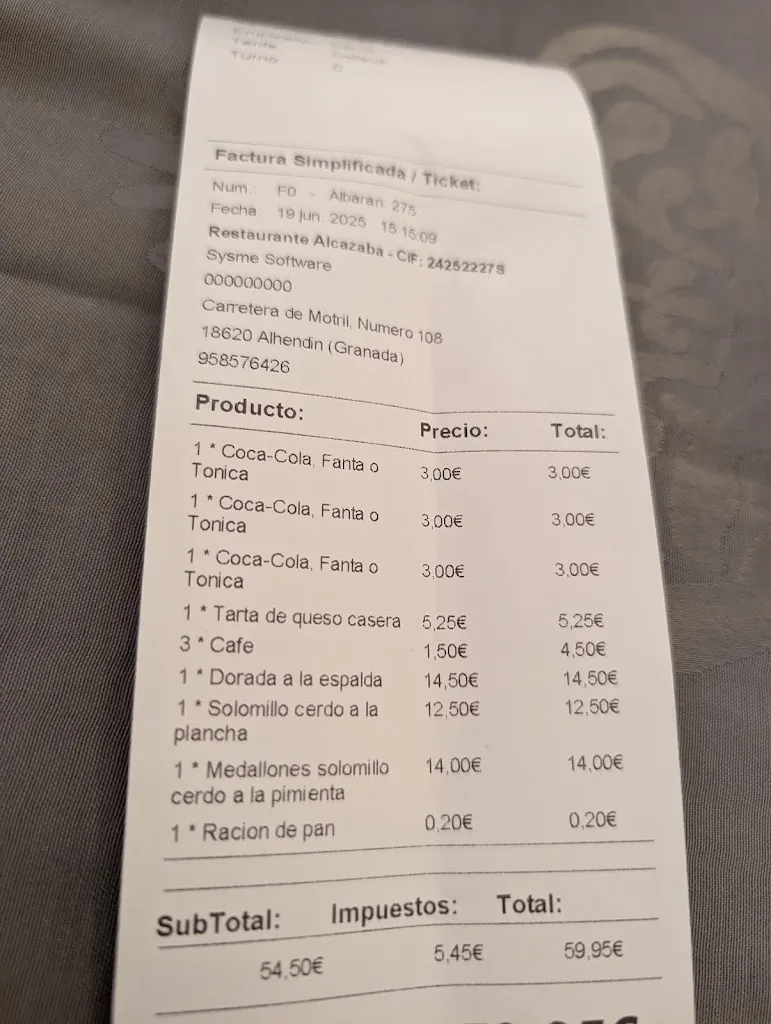 Tarifa
Turno 0
Factura Simplificada / Ticket:
Num.: F0 - Albaran. 275
Fecha: 19 jun. 2025 15:15:09
Restaurante Alcazaba - CIF: 24252227S
Sysme Software
000000000
Carretera de Motril, Numero 108
18620 Alhendin (Granada)
958576426
Producto: Precio: Total:
1 * Coca-Cola, Fanta o 3,00€ 3,00€
Tonica
1 * Coca-Cola, Fanta o 3,00€ 3,00€
Tonica
1 * Coca-Cola, Fanta o 3,00€ 3,00€
Tonica
1 * Tarta de queso casera 5,25€ 5,25€
3 * Cafe 1,50€ 4,50€
1 * Dorada a la espalda 14,50€ 14,50€
1 * Solomillo cerdo a la 12,50€ 12,50€
plancha
1 * Medallones solomillo 14,00€ 14,00€
cerdo a la pimienta
1 * Racion de pan 0,20€ 0,20€
SubTotal: Impuestos: Total:
54,50€ 5,45€ 59,95€